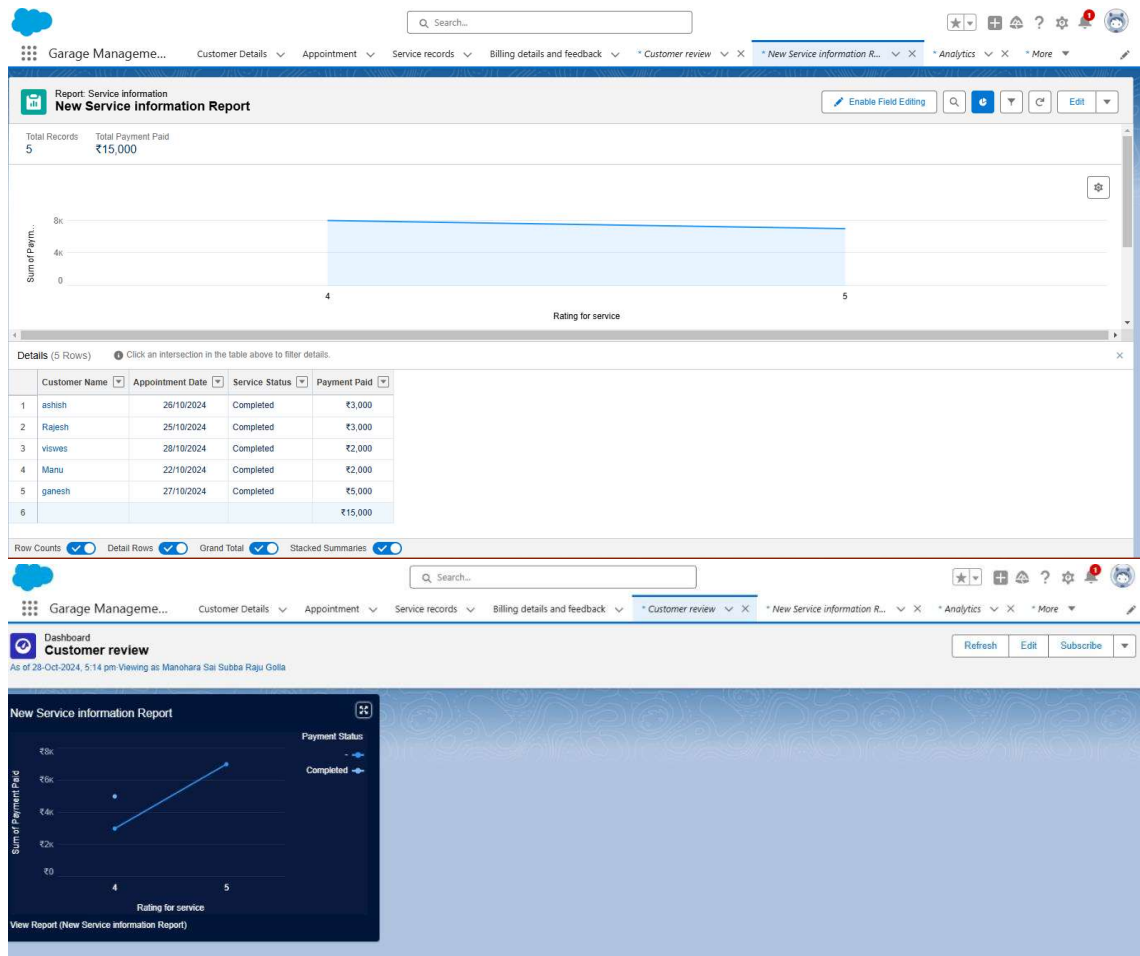 Search...
1
Garage Manageme... Customer Details Appointment Service records Billing details and feedback * Customer review * New Service information R... * Analytics * More
Report: Service information
New Service information Report
Enable Field Editing Edit
Total Records Total Payment Paid
5 ₹15,000
8K
4K
0
Sum of Paym...
4 5
Rating for service
Details (5 Rows) Click an intersection in the table above to filter details.
Customer Name Appointment Date Service Status Payment Paid
1 ashish 26/10/2024 Completed ₹3,000
2 Rajesh 25/10/2024 Completed ₹3,000
3 viswes 28/10/2024 Completed ₹2,000
4 Manu 22/10/2024 Completed ₹2,000
5 ganesh 27/10/2024 Completed ₹5,000
6 ₹15,000
Row Counts Detail Rows Grand Total Stacked Summaries
Search...
1
Garage Manageme... Customer Details Appointment Service records Billing details and feedback * Customer review * New Service information R... * Analytics * More
Dashboard
Customer review
Refresh Edit Subscribe
As of 28-Oct-2024, 5:14 pm·Viewing as Manohara Sai Subba Raju Golla
New Service information Report
Payment Status
-
Completed
₹8K
₹6K
₹4K
₹2K
₹0
Sum of Payment Paid
4 5
Rating for service
View Report (New Service information Report)